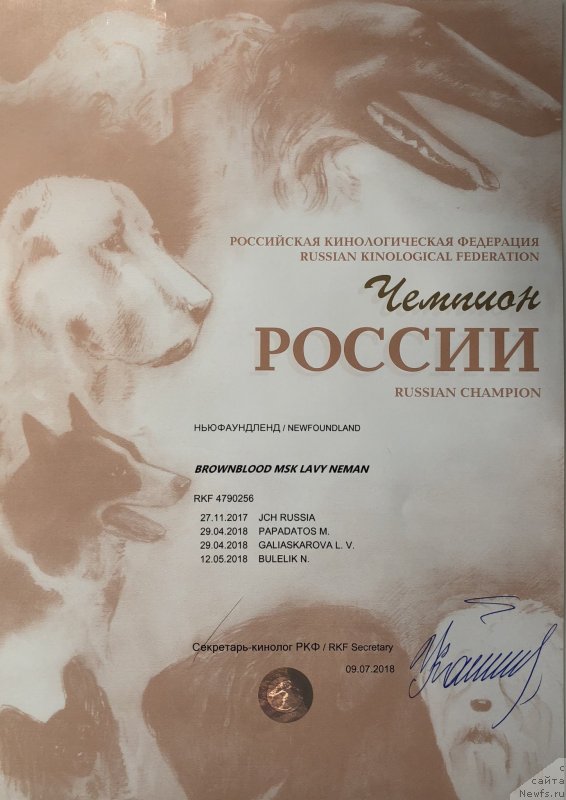 РОССИЙСКАЯ КИНОЛОГИЧЕСКАЯ ФЕДЕРАЦИЯ
RUSSIAN KINOLOGICAL FEDERATION
Чемпион
РОССИИ
RUSSIAN CHAMPION
НЬЮФАУНДЛЕНД / NEWFOUNDLAND
BROWNBLOOD MSK LAVY NEMAN
RKF 4790256
27.11.2017 JCH RUSSIA
29.04.2018 PAPADATOS M.
29.04.2018 GALIASKAROVA L. V.
12.05.2018 BULELIK N.
Секретарь-кинолог РКФ / RKF Secretary
09.07.2018
с
сайта
Newfs.ru